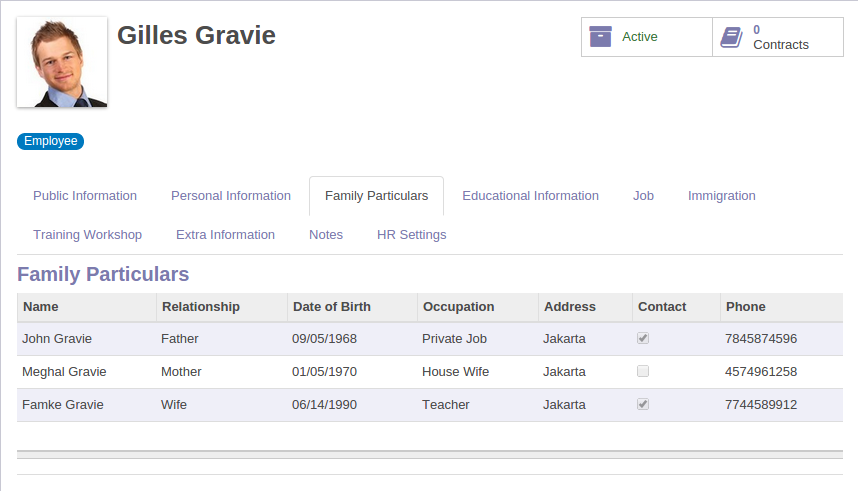 Gilles Gravie
Active
0
Contracts
Employee
Public Information Personal Information Family Particulars Educational Information Job Immigration
Training Workshop Extra Information Notes HR Settings
Family Particulars
Name Relationship Date of Birth Occupation Address Contact Phone
John Gravie Father 09/05/1968 Private Job Jakarta 7845874596
Meghal Gravie Mother 01/05/1970 House Wife Jakarta 4574961258
Famke Gravie Wife 06/14/1990 Teacher Jakarta 7744589912